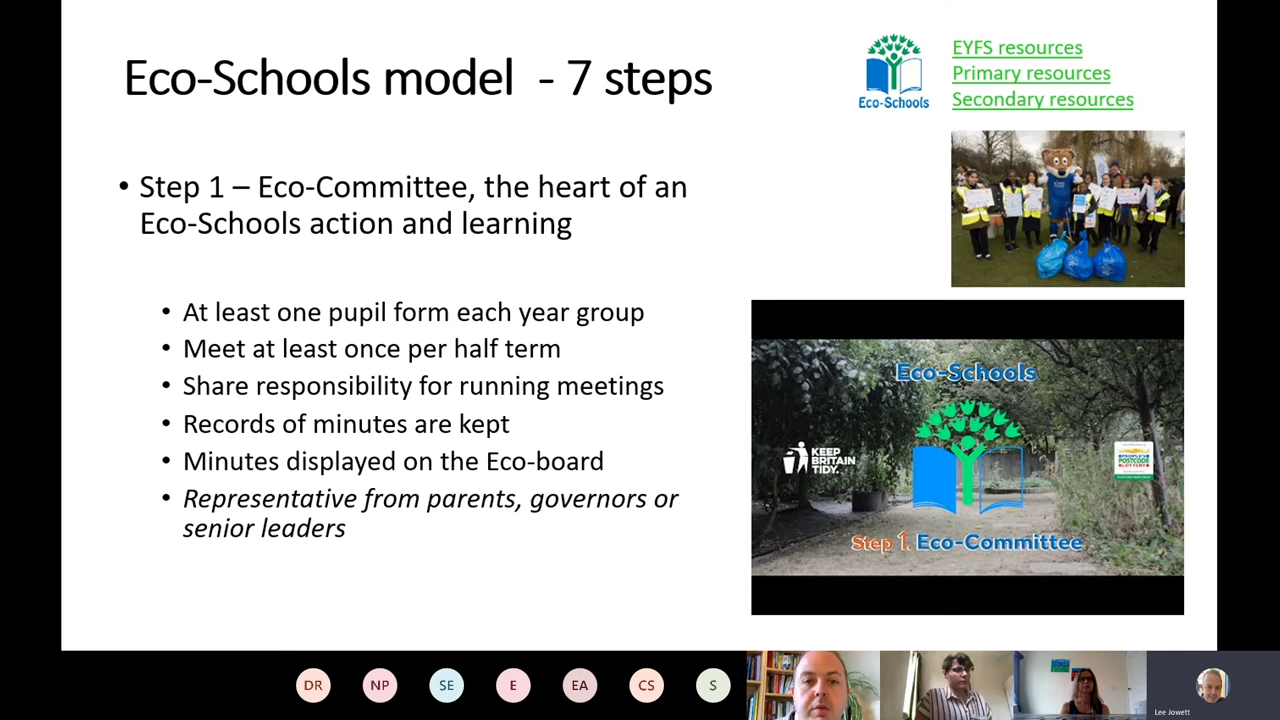 Eco-Schools model - 7 steps
Eco-Schools
EYFS resources
Primary resources
Secondary resources
• Step 1 – Eco-Committee, the heart of an
Eco-Schools action and learning
• At least one pupil form each year group
• Meet at least once per half term
• Share responsibility for running meetings
• Records of minutes are kept
• Minutes displayed on the Eco-board
• Representative from parents, governors or
senior leaders
Eco-Schools
KEEP
BRITAIN
TIDY.
PEOPLE'S
POSTCODE
LOTTERY
Step 1. Eco-Committee
DR
NP
SE
E
EA
CS
S
Lee Jowett